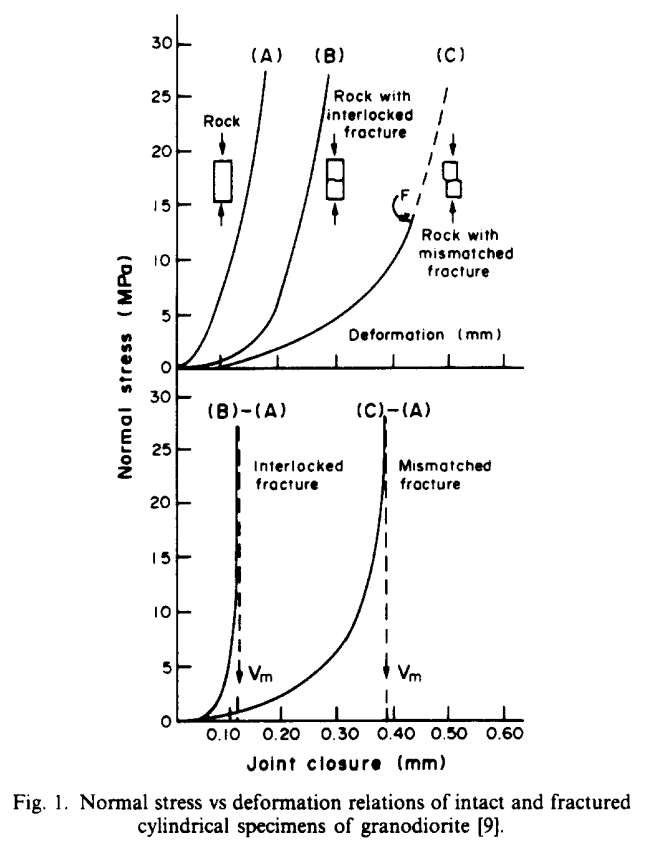 (A) (B) (C)
30
25
20
15
10
5
0
Rock
Rock with
interlocked
fracture
F
Rock with
mismatched
fracture
Deformation (mm)
Normal stress (MPa)
30
25
20
15
10
5
0
(B)-(A) (C)-(A)
Interlocked
fracture
Mismatched
fracture
Vm Vm
0.10 0.20 0.30 0.40 0.50 0.60
Joint closure (mm)
Fig. 1. Normal stress vs deformation relations of intact and fractured
cylindrical specimens of granodiorite [9].